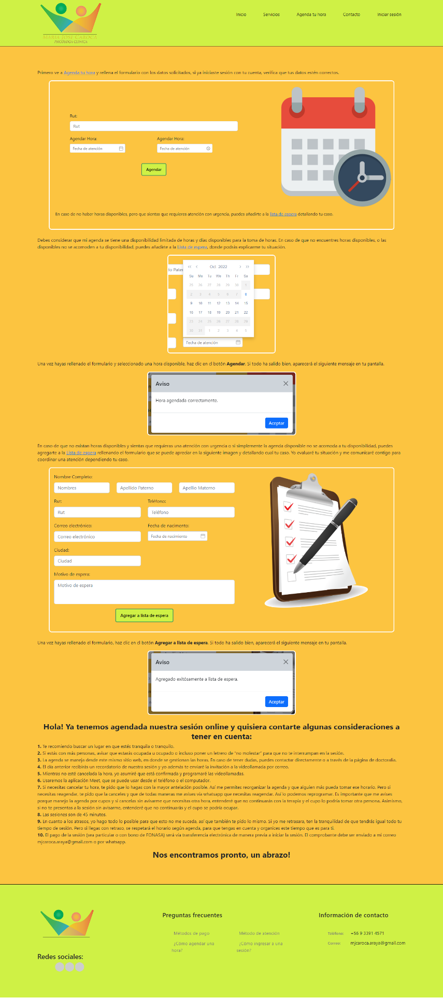 MARIA JOSE CAROCA
PSICÓLOGA CLINICA
Inicio
Servicios
Agenda tu hora
Contacto
Iniciar sesión
Primero ve a Agenda tu hora y rellena el formulario con los datos solicitados, si ya iniciaste sesión con tu cuenta, verifica que tus datos estén correctos.
Rut:
Rut
Agendar Hora:
Agendar Hora:
Fecha de atención
Fecha de atención
Agendar
En caso de no haber horas disponibles, pero que sientas que requieres atención con urgencia, puedes añadirte a la lista de espera detallando tu caso.
Debes considerar que mi agenda se tiene una disponibilidad limitada de horas y días disponibles para la toma de horas. En caso de que no encuentres horas disponibles, o las
disponibles no se acomoden a tu disponibilidad, puedes añadirte a la Lista de espera, donde podrás explicarme tu situación.
do Pater
Oct 2022
Su Mo Tu We Th Fr Sa
25 26 27 28 29 30 1
2 3 4 5 6 7 8
9 10 11 12 13 14 15
16 17 18 19 20 21 22
23 24 25 26 27 28 29
30 31 1 2 3 4 5
Fecha de atención
Una vez hayas rellenado el formulario y seleccionado una hora disponible, haz clic en el botón Agendar. Si todo ha salido bien, aparecerá el siguiente mensaje en tu pantalla.
Aviso
Hora agendada correctamente.
Aceptar
En caso de que no existan horas disponibles y sientas que requieras una atención con urgencia o si simplemente la agenda disponible no se acomoda a tu disponibilidad, puedes
agregarte a la Lista de espera rellenando el formulario que se puede apreciar en la siguiente imagen y detallando cual tu caso. Yo evaluaré tu situación y me comunicaré contigo para
coordinar una atención dependiendo tu caso.
Nombre Completo:
Nombres
Apellido Paterno
Apellio Materno
Rut:
Teléfono:
Rut
Teléfono
Correo electrónico:
Fecha de nacimento:
Correo electrónico
Fecha de nacimiento
Ciudad:
Ciudad
Motivo de espera:
Motivo de espera
Agregar a lista de espera
Una vez hayas rellenado el formulario, haz clic en el botón Agregar a lista de espera. Si todo ha salido bien, aparecerá el siguiente mensaje en tu pantalla.
Aviso
Agregado exitósamente a lista de espera.
Aceptar
Hola! Ya tenemos agendada nuestra sesión online y quisiera contarte algunas consideraciones a
tener en cuenta:
1. Te recomiendo buscar un lugar en que estés tranquila o tranquilo.
2. Si estás con más personas, avisar que estarás ocupada u ocupado o incluso poner un letrero de "no molestar" para que no te interrumpan en la sesión.
3. La agenda se maneja desde este mismo sitio web, en donde se gestionan las horas. En caso de tener dudas, puedes contactar directamente o a través de la página de doctoralia.
4. El día anterior recibirás un recordatorio de nuestra sesión y yo además te enviaré la invitación a la videollamada por correo.
5. Mientras no esté cancelada la hora, yo asumiré que está confirmada y programaré las videollamadas.
6. Usaremos la aplicación Meet, que se puede usar desde el teléfono o el computador.
7. Si necesitas cancelar tu hora, te pido que lo hagas con la mayor antelación posible. Así me permites reorganizar la agenda y que alguien más pueda tomar ese horario. Pero si
necesitas reagendar, te pido que la canceles y que de todas maneras me avises vía whatsapp que necesitas reagendar. Así lo podemos reprogramar. Es importante que me avises
porque manejo la agenda por cupos y si cancelas sin avisarme que necesitas otra hora, entenderé que no continuarás con la terapia y el cupo lo podría tomar otra persona. Asimismo,
si no te presentas a la sesión sin avisarme, entenderé que no continuarás y el cupo se podría ocupar.
8. Las sesiones son de 45 minutos.
9. En cuanto a los atrasos, yo hago todo lo posible para que esto no me suceda, así que también te pido lo mismo. Si yo me retrasara, ten la tranquilidad de que tendrás igual todo tu
tiempo de sesión. Pero si llegas con retraso, se respetará el horario según agenda, para que tengas en cuenta y organices este tiempo que es para ti.
10. El pago de la sesión (sea particular o con bono de FONASA) será vía transferencia electrónica de manera previa a iniciar la sesión. El comprobante debe ser enviado a mi correo
mjcaroca.araya@gmail.com o por whatsapp.
Nos encontramos pronto, un abrazo!
Redes sociales:
Preguntas frecuentes
Métodos de pago
Método de atención
¿Cómo agendar una
hora?
¿Cómo ingresar a una
sesión?
Información de contacto
Teléfono: +56 9 3391 4571
Correo: mjcaroca.araya@gmail.com